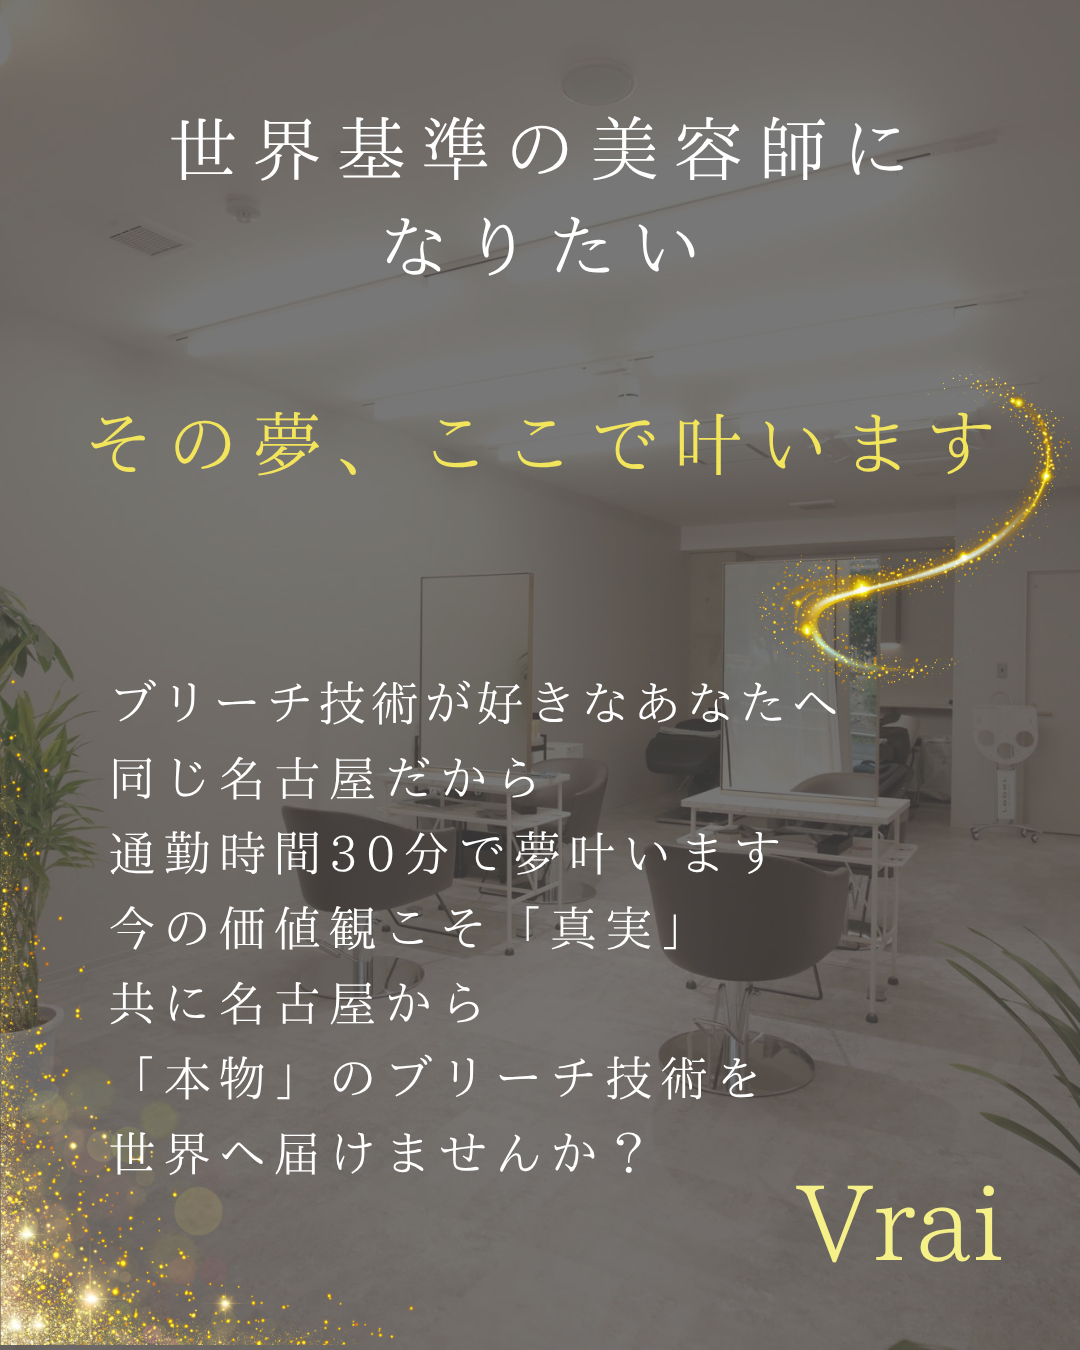 世界基準の美容師に
なりたい
その夢、ここで叶います
ブリーチ技術が好きなあなたへ
同じ名古屋だから
通勤時間30分で夢叶います
今の価値観こそ「真実」
共に名古屋から
「本物」のブリーチ技術を
世界へ届けませんか？
Vrai